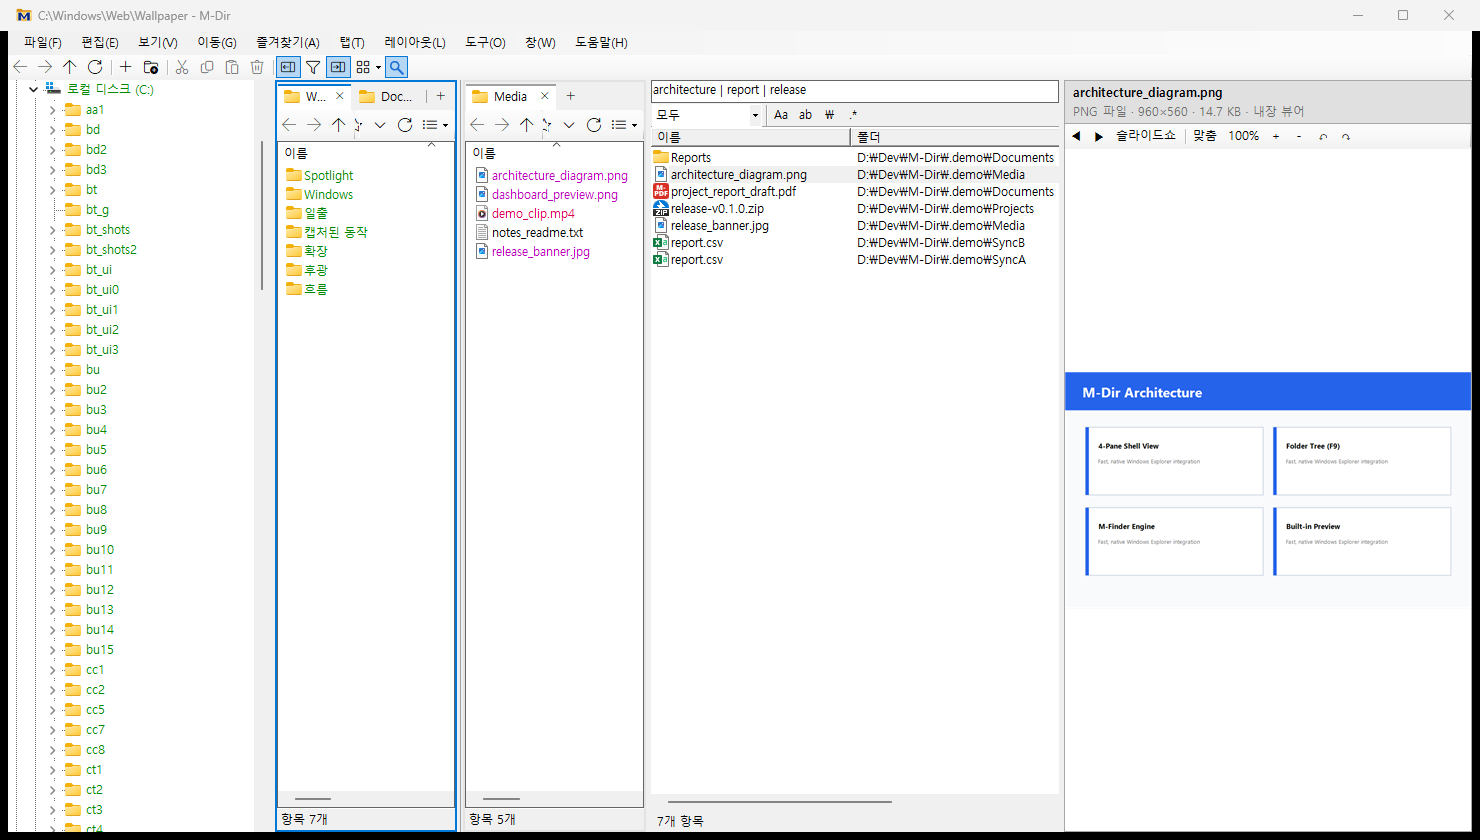 C:\Windows\Web\Wallpaper - M-Dir
파일(F) 편집(E) 보기(V) 이동(G) 즐겨찾기(A) 탭(T) 레이아웃(L) 도구(O) 창(W) 도움말(H)
로컬 디스크 (C:)
aa1
bd
bd2
bd3
bt
bt_g
bt_shots
bt_shots2
bt_ui
bt_ui0
bt_ui1
bt_ui2
bt_ui3
bu
bu2
bu3
bu4
bu5
bu6
bu7
bu8
bu9
bu10
bu11
bu12
bu13
bu14
bu15
cc1
cc2
cc5
cc7
cc8
ct1
ct2
ct3
ct4
W... Doc...
이름
Spotlight
Windows
일출
캡처된 동작
확장
후광
흐름
항목 7개
Media
이름
architecture_diagram.png
dashboard_preview.png
demo_clip.mp4
notes_readme.txt
release_banner.jpg
항목 5개
architecture | report | release
모두 Aa ab ₩ .*
이름 폴더
Reports D:₩Dev₩M-Dir₩.demo₩Documents
architecture_diagram.png D:₩Dev₩M-Dir₩.demo₩Media
project_report_draft.pdf D:₩Dev₩M-Dir₩.demo₩Documents
release-v0.1.0.zip D:₩Dev₩M-Dir₩.demo₩Projects
release_banner.jpg D:₩Dev₩M-Dir₩.demo₩Media
report.csv D:₩Dev₩M-Dir₩.demo₩SyncB
report.csv D:₩Dev₩M-Dir₩.demo₩SyncA
7개 항목
architecture_diagram.png
PNG 파일 · 960×560 · 14.7 KB · 내장 뷰어
슬라이드쇼 맞춤 100% + -
M-Dir Architecture
4-Pane Shell View
Fast, native Windows Explorer integration
Folder Tree (F9)
Fast, native Windows Explorer integration
M-Finder Engine
Fast, native Windows Explorer integration
Built-in Preview
Fast, native Windows Explorer integration